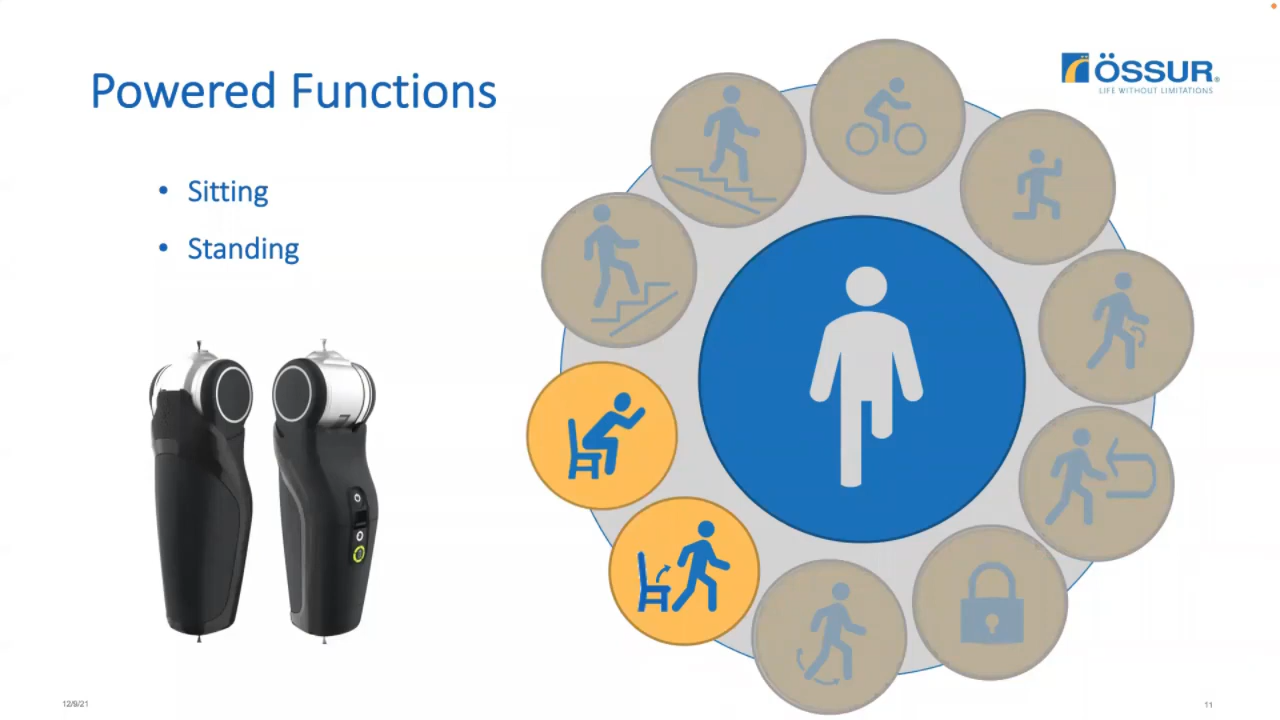 Powered Functions
ÖSSUR®
LIFE WITHOUT LIMITATIONS
• Sitting
• Standing
12/9/21
11